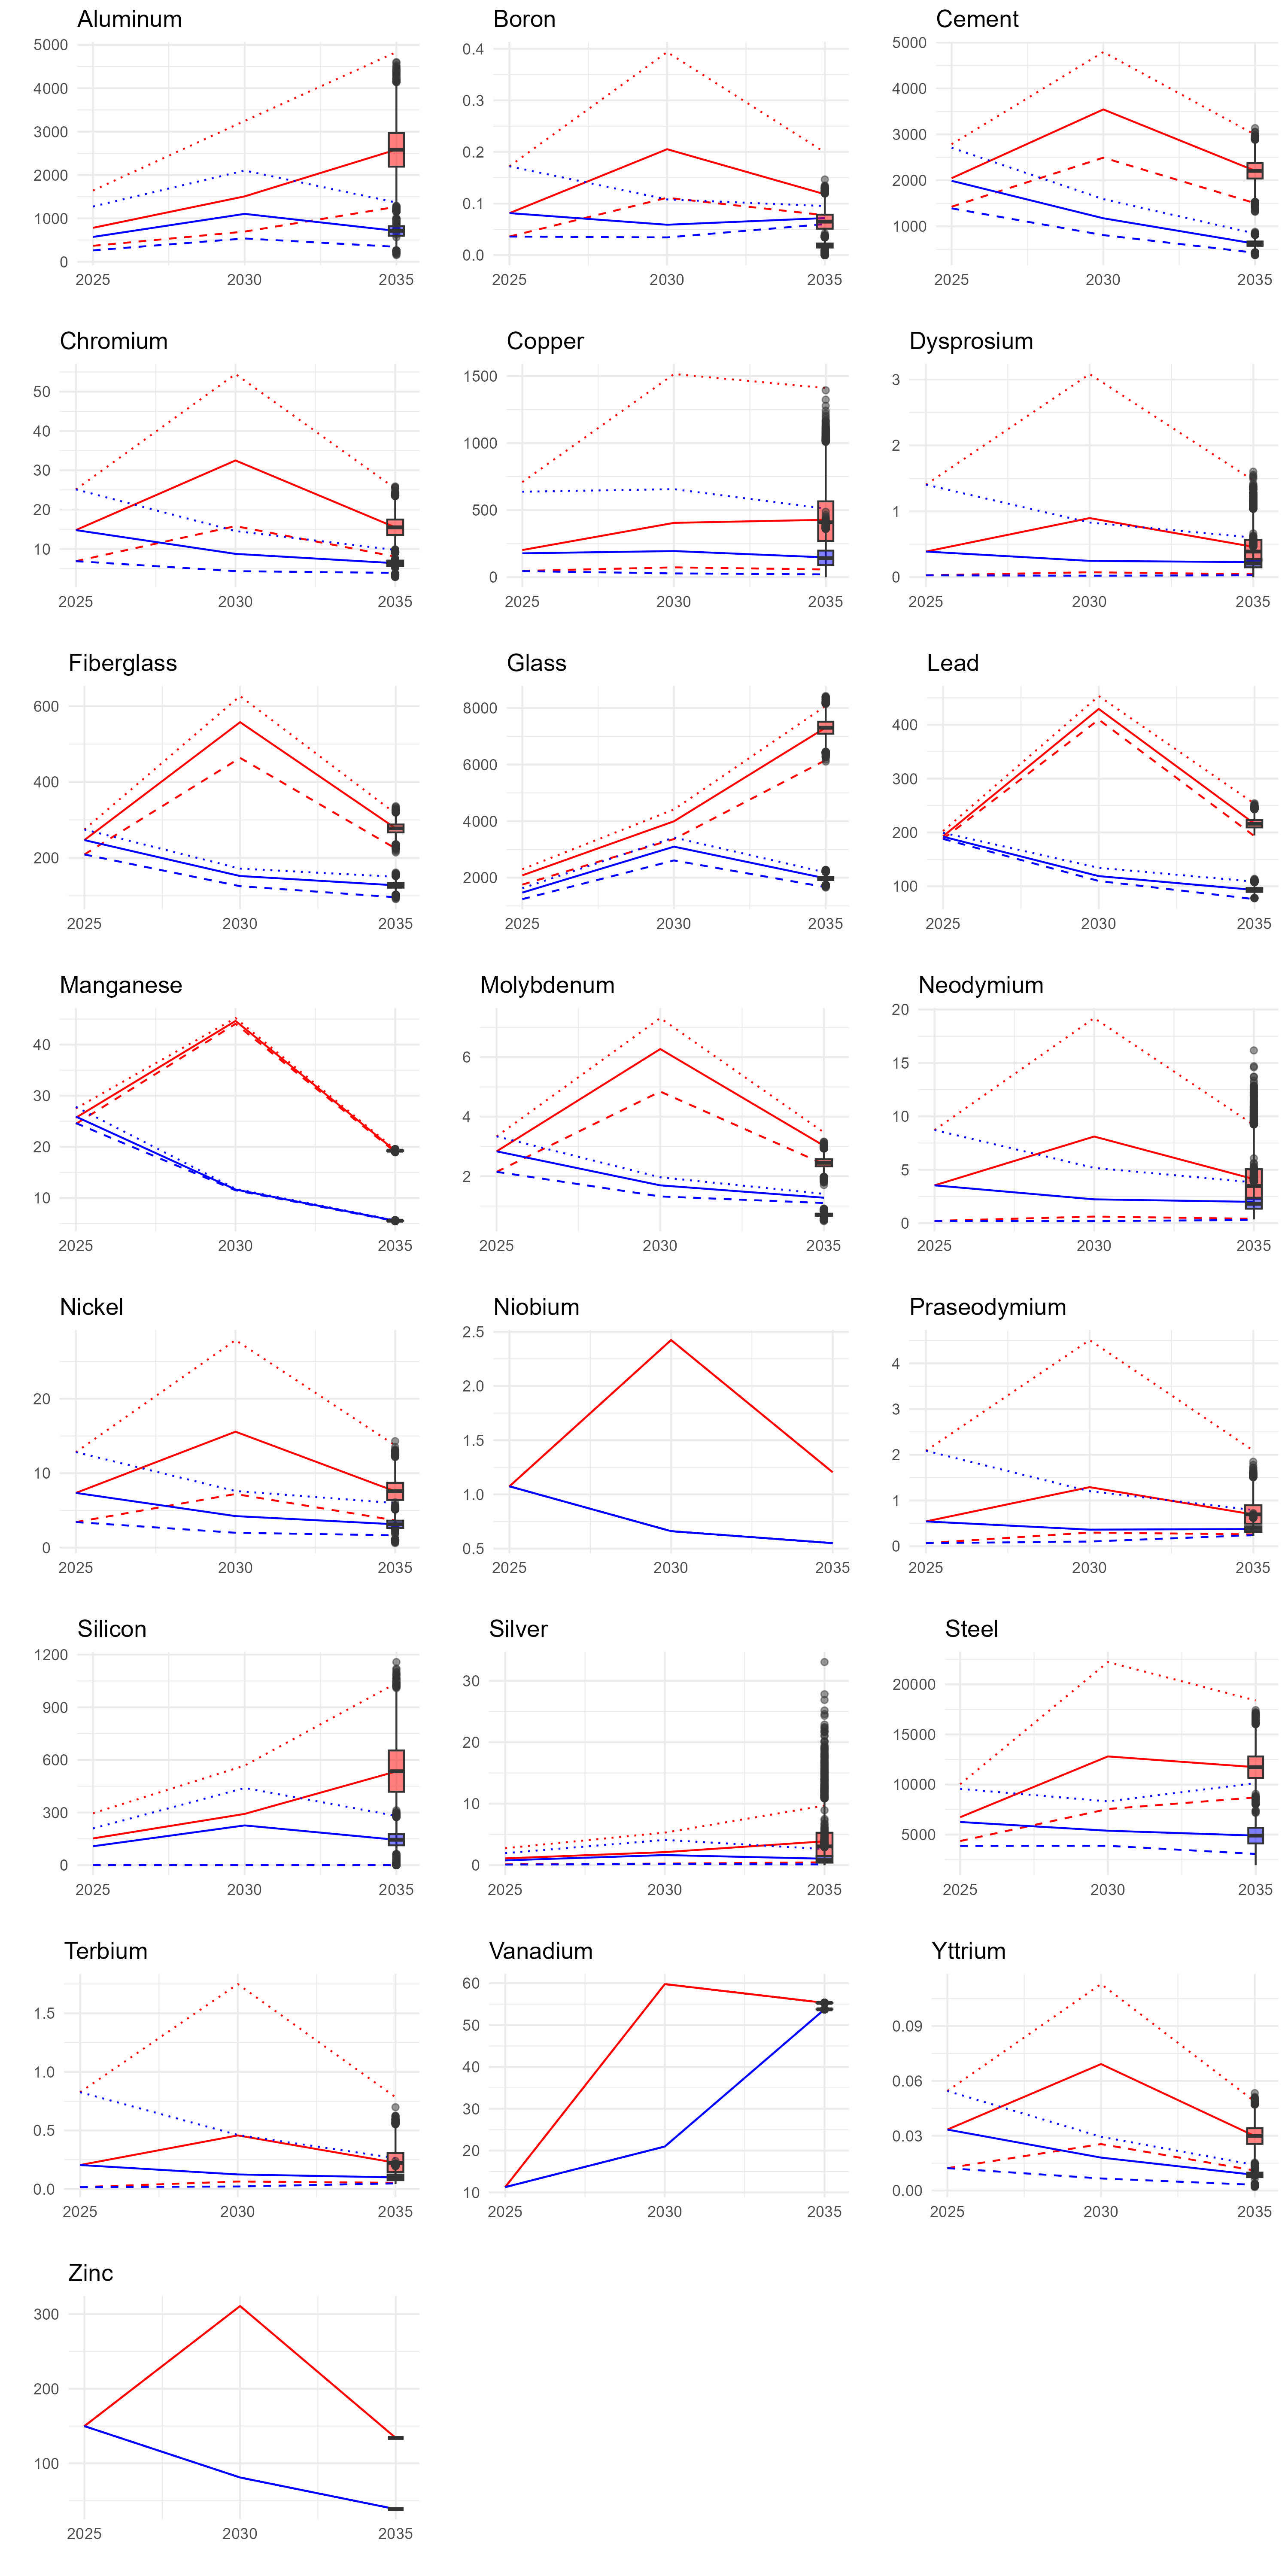 Aluminum Boron Cement
5000 0.4 5000
4000 0.3 4000
3000 0.2 3000
2000 0.1 2000
1000 0.0 1000
0
2025 2030 2035 2025 2030 2035 2025 2030 2035
Chromium Copper Dysprosium
50 1500 3
40 1000 2
30 500 1
20 0 0
10
2025 2030 2035 2025 2030 2035 2025 2030 2035
Fiberglass Glass Lead
600 8000 400
400 6000 300
200 4000 200
2000 100
2025 2030 2035 2025 2030 2035 2025 2030 2035
Manganese Molybdenum Neodymium
40 6 20
30 4 15
20 2 10
10 5
0
2025 2030 2035 2025 2030 2035 2025 2030 2035
Nickel Niobium Praseodymium
20 2.5 4
10 2.0 3
0 1.5 2
1.0 1
0.5 0
2025 2030 2035 2025 2030 2035 2025 2030 2035
Silicon Silver Steel
1200 30 20000
900 20 15000
600 10 10000
300 0 5000
0
2025 2030 2035 2025 2030 2035 2025 2030 2035
Terbium Vanadium Yttrium
1.5 60 0.09
1.0 50 0.06
0.5 40 0.03
0.0 30 0.00
20
10
2025 2030 2035 2025 2030 2035 2025 2030 2035
Zinc
300
200
100
2025 2030 2035